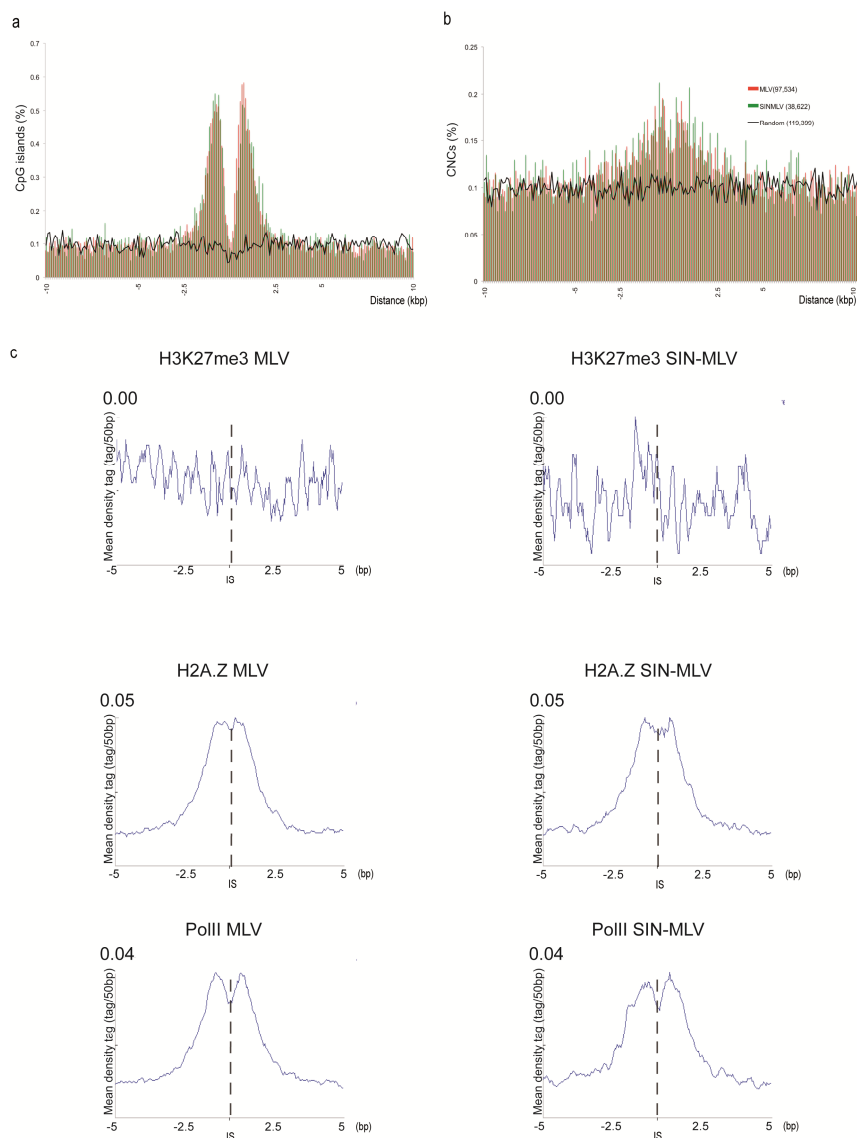 a
CpG islands (%)
0.7
0.6
0.5
0.4
0.3
0.2
0.1
0
-10
-5
-2.5
2.5
5
10
Distance (kbp)
b
CNCs (%)
0.25
0.2
0.15
0.1
0.05
0
MLV(97,534)
SINMLV (38,622)
-10
-5
-2.5
2.5
5
10
Distance (kbp)
c
H3K27me3 MLV
0.00
Mean density tag (tag/50bp)
-5
-2.5
IS
2.5
5
(bp)
H3K27me3 SIN-MLV
0.00
Mean density tag (tag/50bp)
-5
-2.5
IS
2.5
5
(bp)
H2A.Z MLV
0.05
Mean density tag (tag/50bp)
-5
-2.5
IS
2.5
5
(bp)
H2A.Z SIN-MLV
0.05
Mean density tag (tag/50bp)
-5
-2.5
IS
2.5
5
(bp)
PolII MLV
0.04
Mean density tag (tag/50bp)
-5
-2.5
IS
2.5
5
(bp)
PolII SIN-MLV
0.04
Mean density tag (tag/50bp)
-5
-2.5
IS
2.5
5
(bp)